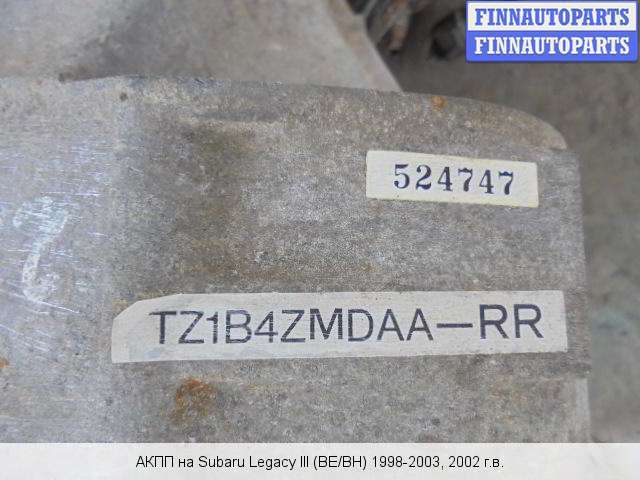 FINNAUTOPARTS
FINNAUTOPARTS
524747
TZ1B4ZMDAA-RR
АКПП на Subaru Legacy III (BE/BH) 1998-2003, 2002 г.в.